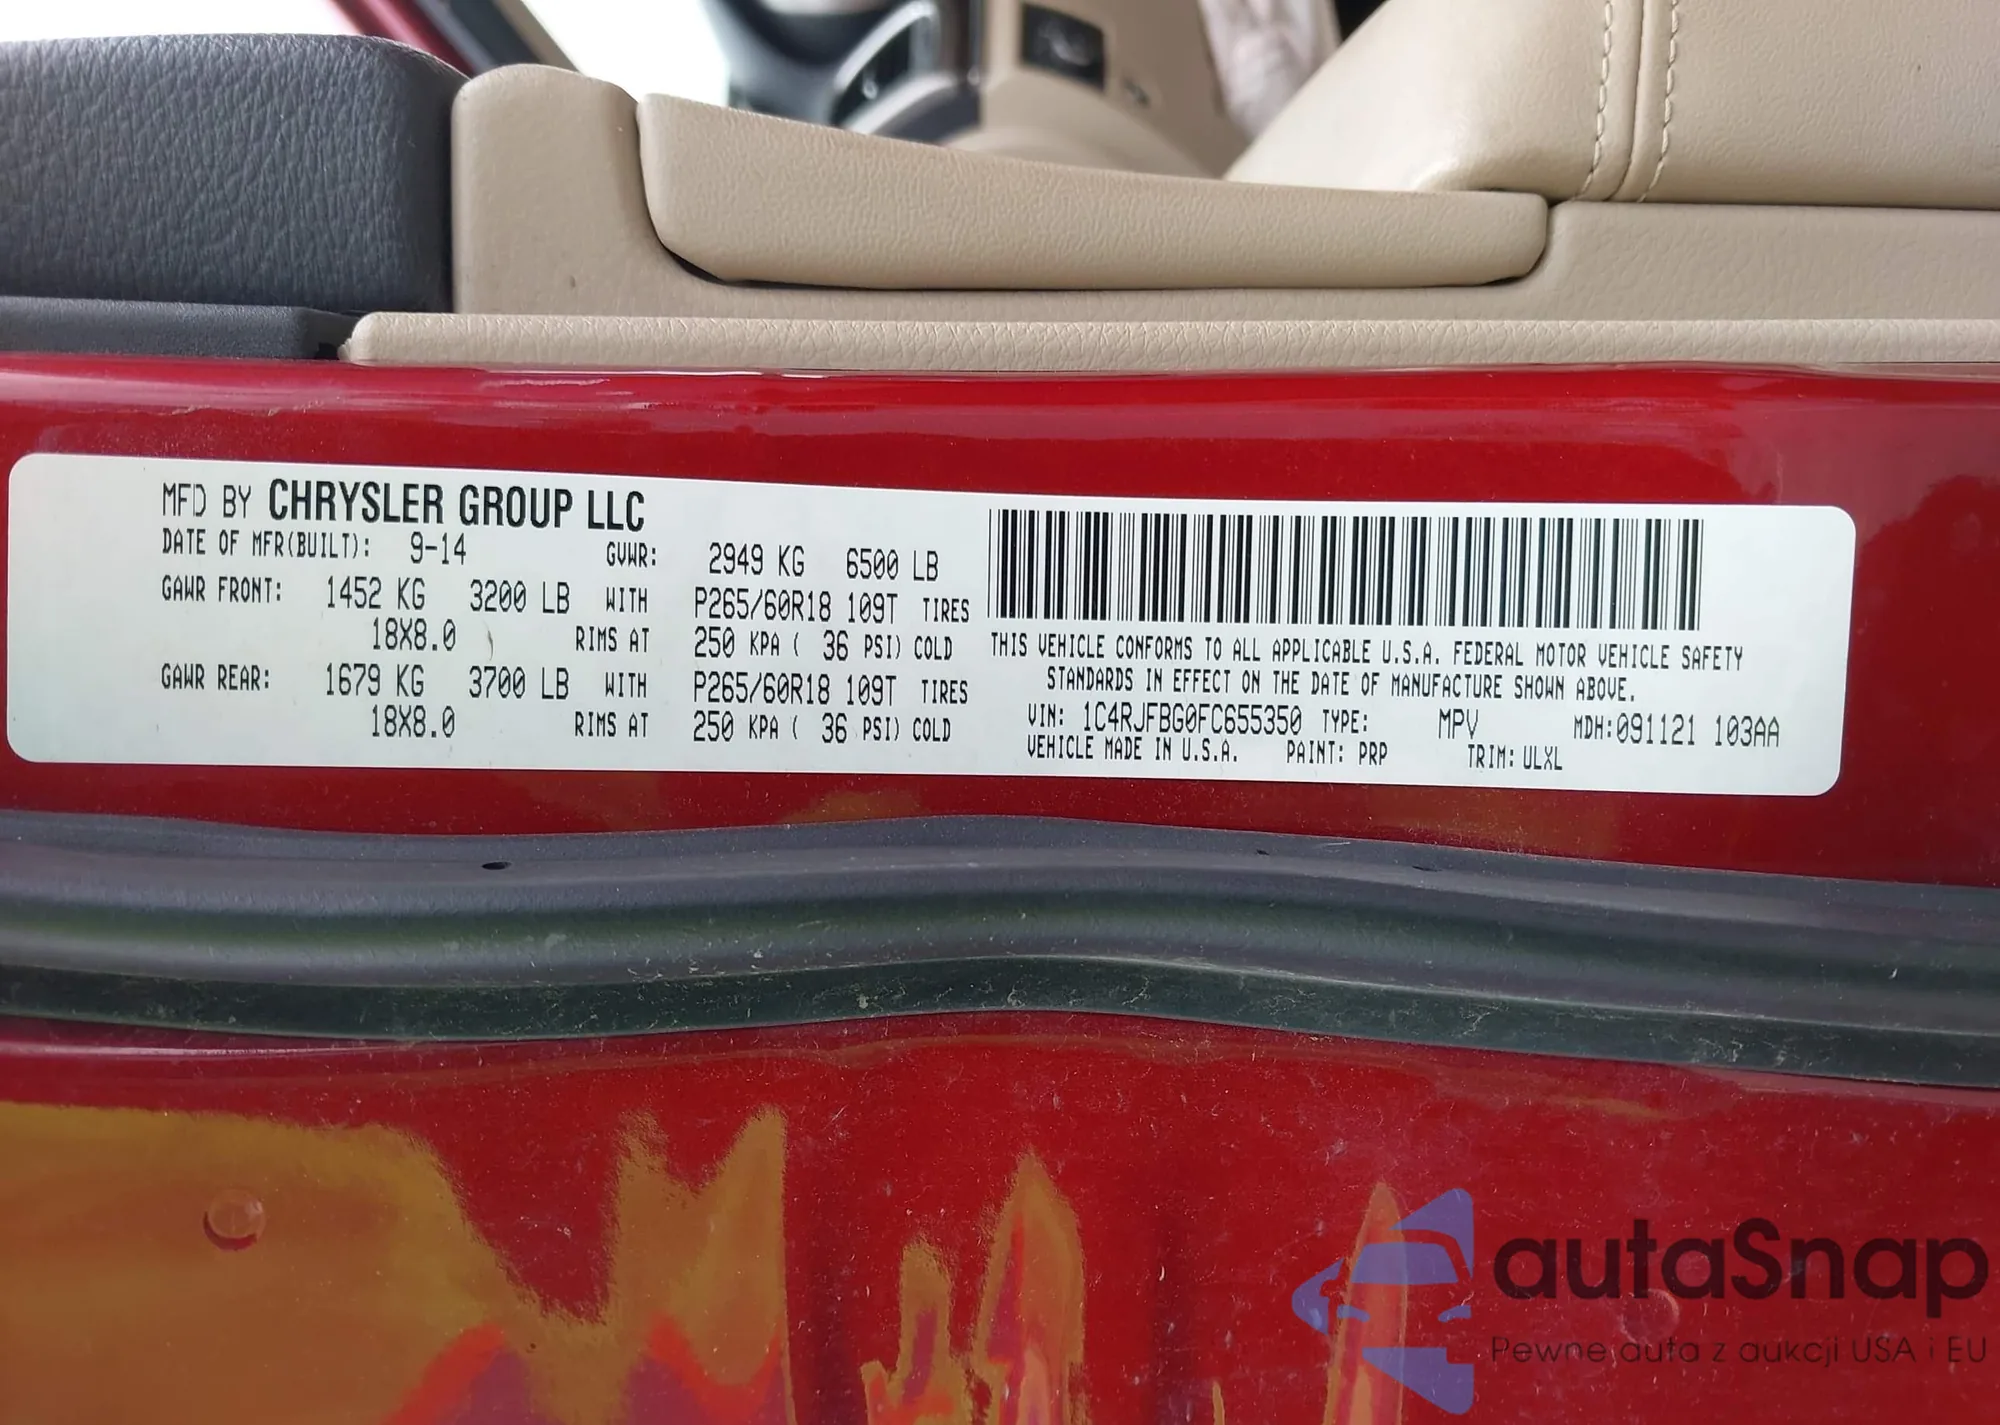 MFD BY CHRYSLER GROUP LLC
DATE OF MFR(BUILT): 9-14 GVWR: 2949 KG 6500 LB
GAWR FRONT: 1452 KG 3200 LB WITH P265/60R18 109T TIRES
18X8.0 RIMS AT 250 KPA ( 36 PSI) COLD
GAWR REAR: 1679 KG 3700 LB WITH P265/60R18 109T TIRES
18X8.0 RIMS AT 250 KPA ( 36 PSI) COLD
THIS VEHICLE CONFORMS TO ALL APPLICABLE U.S.A. FEDERAL MOTOR VEHICLE SAFETY
STANDARDS IN EFFECT ON THE DATE OF MANUFACTURE SHOWN ABOVE.
VIN: 1C4RJFBG0FC655350 TYPE: MPV MDH:091121 103AA
VEHICLE MADE IN U.S.A. PAINT: PRP TRIM: ULXL
autaSnap
Pewne auta z aukcji USA i EU